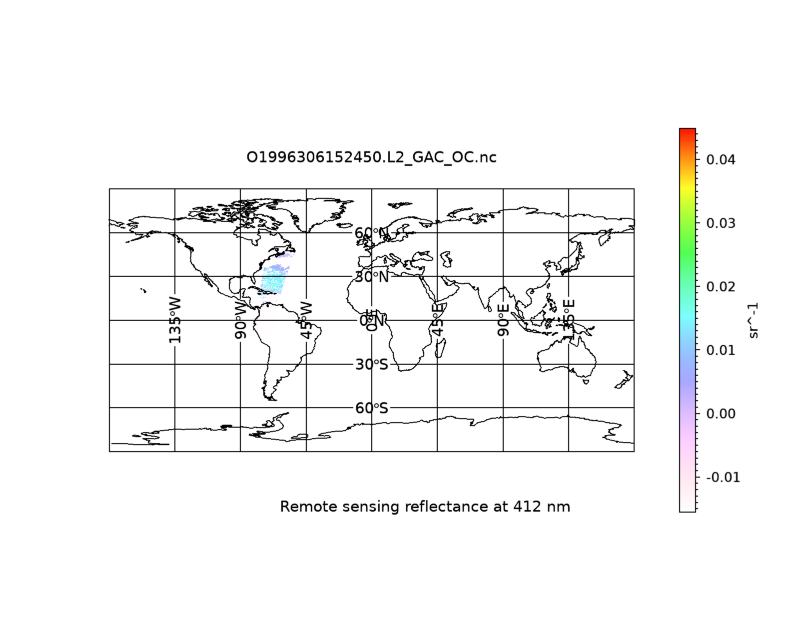 O1996306152450.L2_GAC_OC.nc
0.04
60°N
0.03
30°N
0.02
135°W
90°W
45°W
0°N
0°E
45°E
90°E
135°E
sr^-1
0.01
30°S
0.00
60°S
-0.01
Remote sensing reflectance at 412 nm